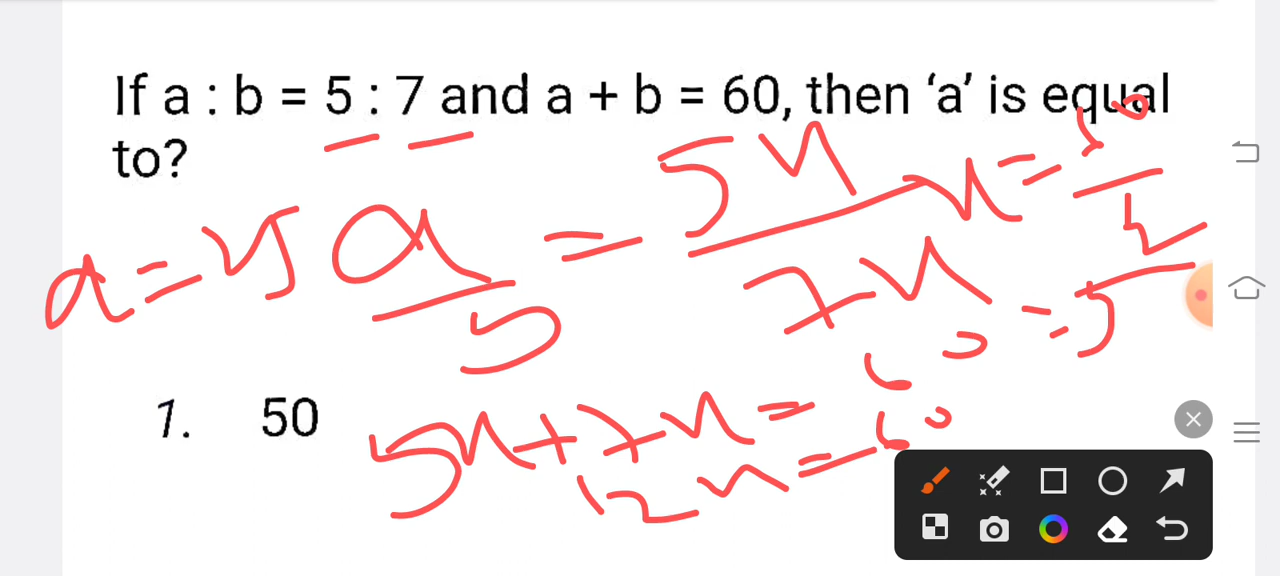 If a : b = 5 : 7 and a + b = 60, then ‘a’ is equal
to?
a/5 = 5x/7x
x = 60/12
= 5
1. 50
5x + 7x = 60
12x = 60